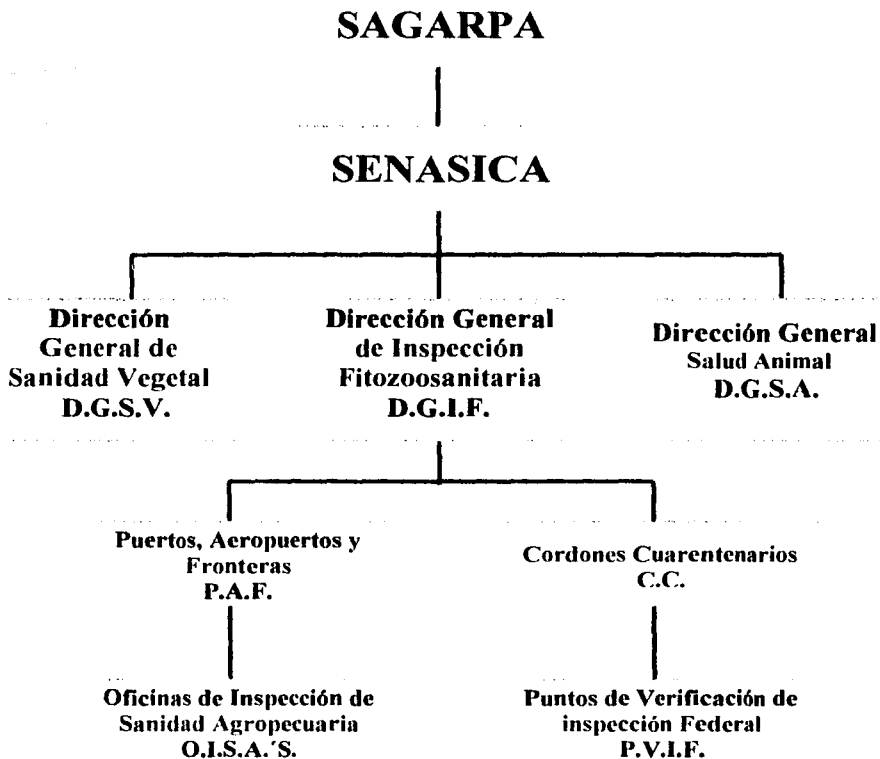 SAGARPA
SENASICA
Dirección
General de
Sanidad Vegetal
D.G.S.V.
Dirección General
de Inspección
Fitozoosanitaria
D.G.I.F.
Dirección General
Salud Animal
D.G.S.A.
Puertos, Aeropuertos y
Fronteras
P.A.F.
Cordones Cuarentenarios
C.C.
Oficinas de Inspección de
Sanidad Agropecuaria
O.I.S.A.´S.
Puntos de Verificación de
inspección Federal
P.V.I.F.